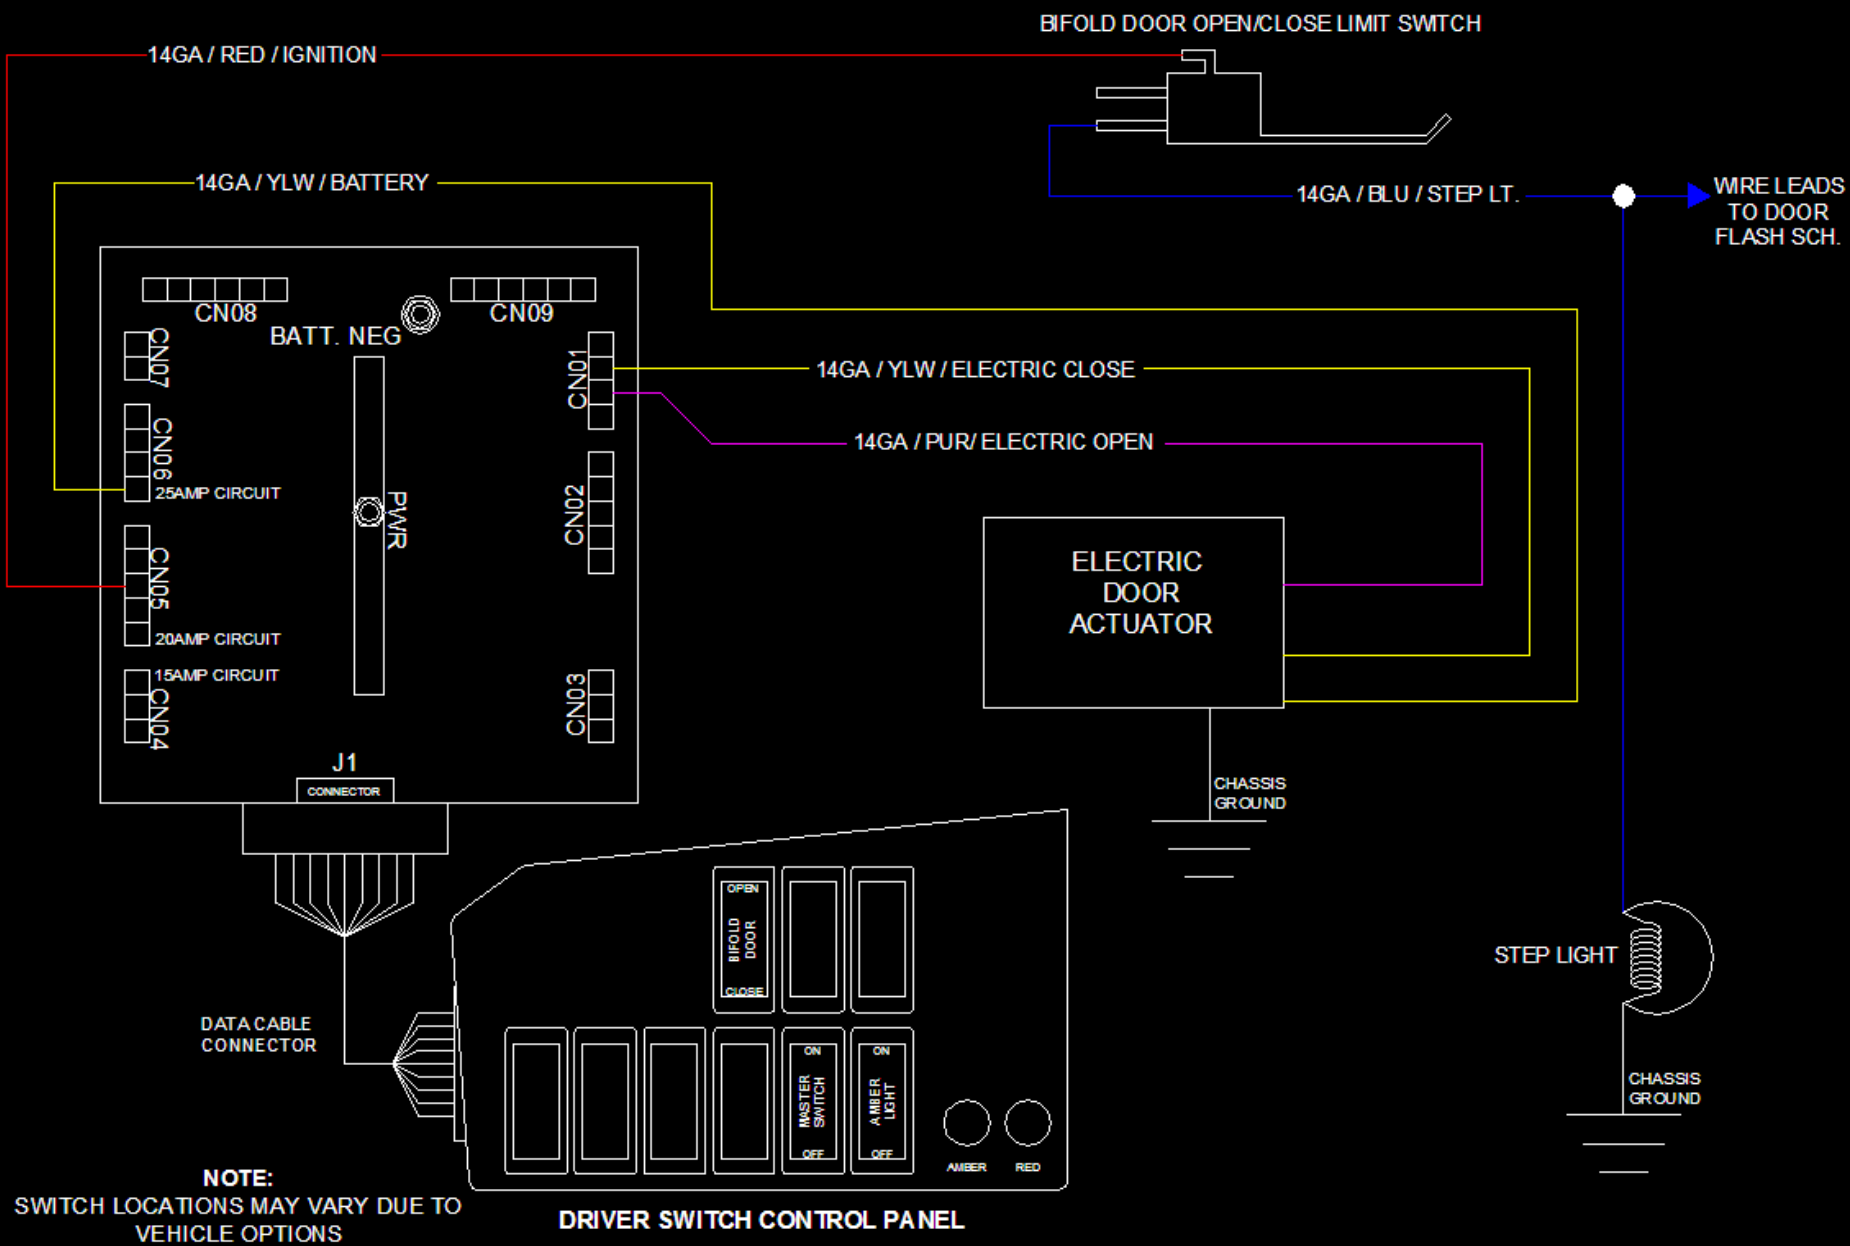 BIFOLD DOOR OPEN/CLOSE LIMIT SWITCH
14GA / RED / IGNITION
14GA / YLW / BATTERY
14GA / BLU / STEP LT.
WIRE LEADS
TO DOOR
FLASH SCH.
CN08
CN09
BATT. NEG
CN07
CN01
14GA / YLW / ELECTRIC CLOSE
14GA / PUR/ ELECTRIC OPEN
CN06
25AMP CIRCUIT
PWR
CN02
ELECTRIC
DOOR
ACTUATOR
CN05
20AMP CIRCUIT
15AMP CIRCUIT
CN04
CN03
J1
CONNECTOR
CHASSIS
GROUND
OPEN
BIFOLD
DOOR
CLOSE
STEP LIGHT
DATA CABLE
CONNECTOR
ON
MASTER
SWITCH
OFF
ON
AMBER
LIGHT
OFF
AMBER
RED
CHASSIS
GROUND
NOTE:
SWITCH LOCATIONS MAY VARY DUE TO
VEHICLE OPTIONS
DRIVER SWITCH CONTROL PANEL